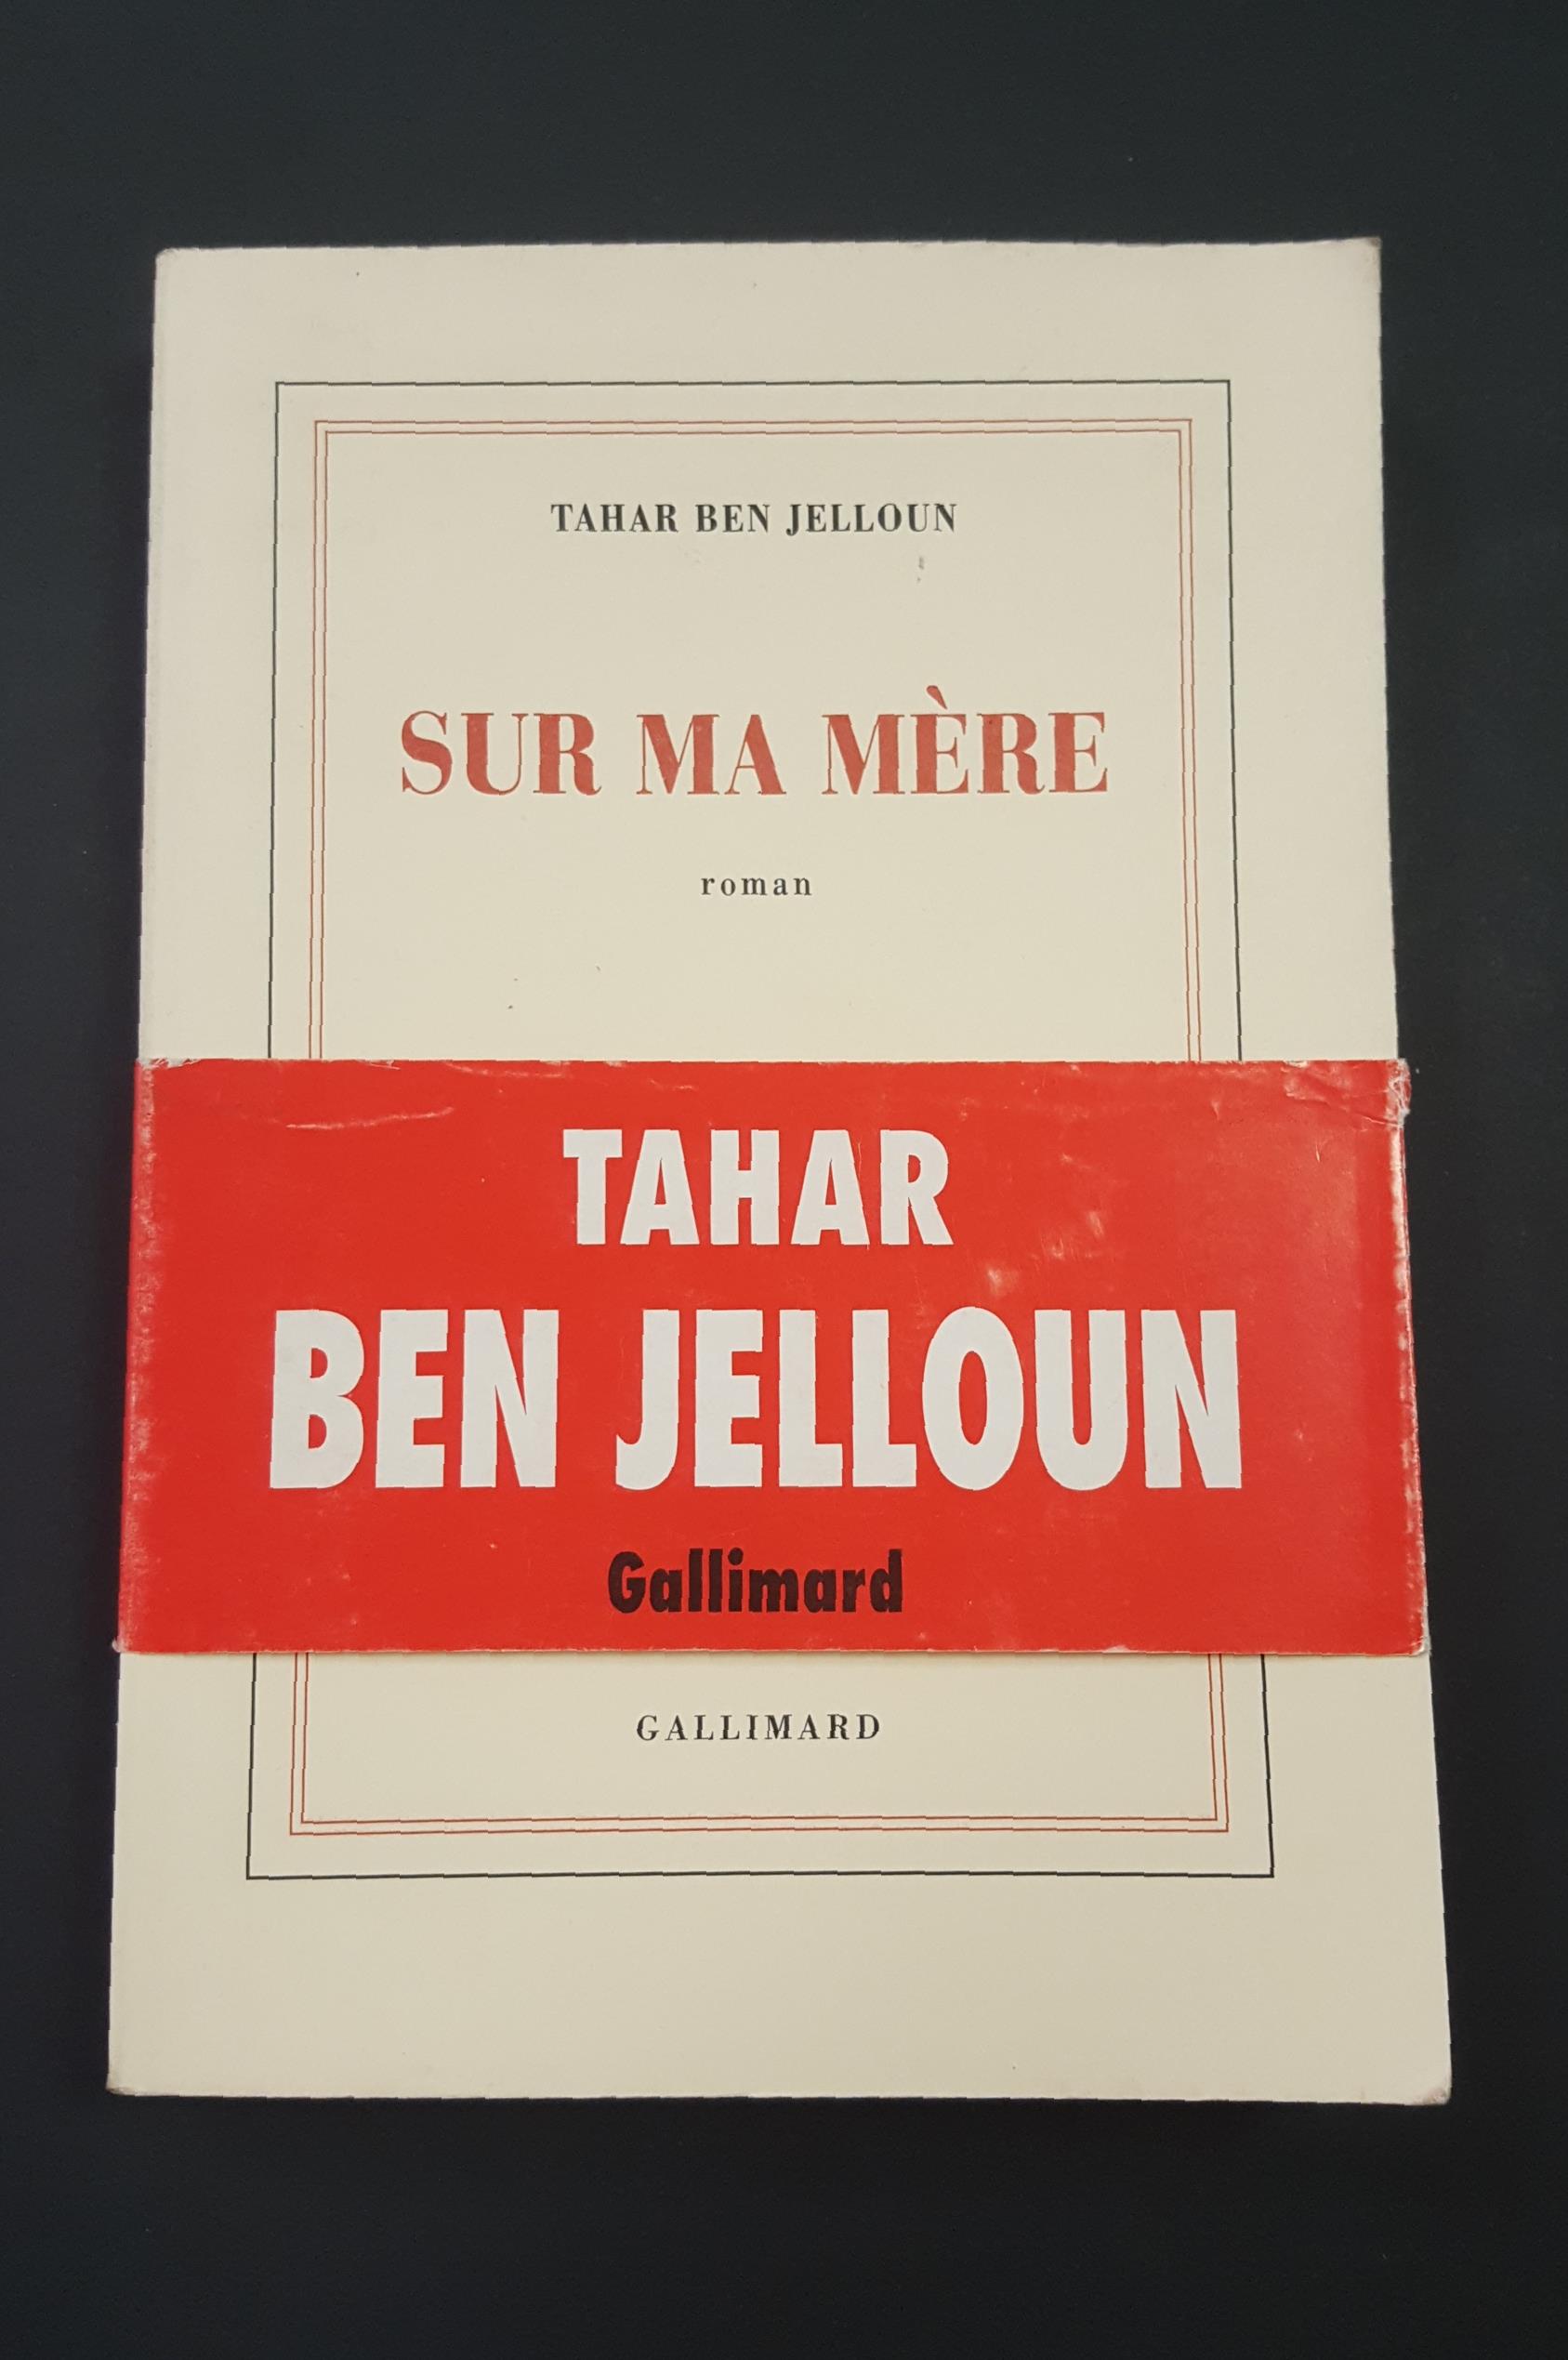 TAHAR BEN JELLOUN
SUR MA MÈRE
roman
TAHAR
BEN JELLOUN
Gallimard
GALLIMARD